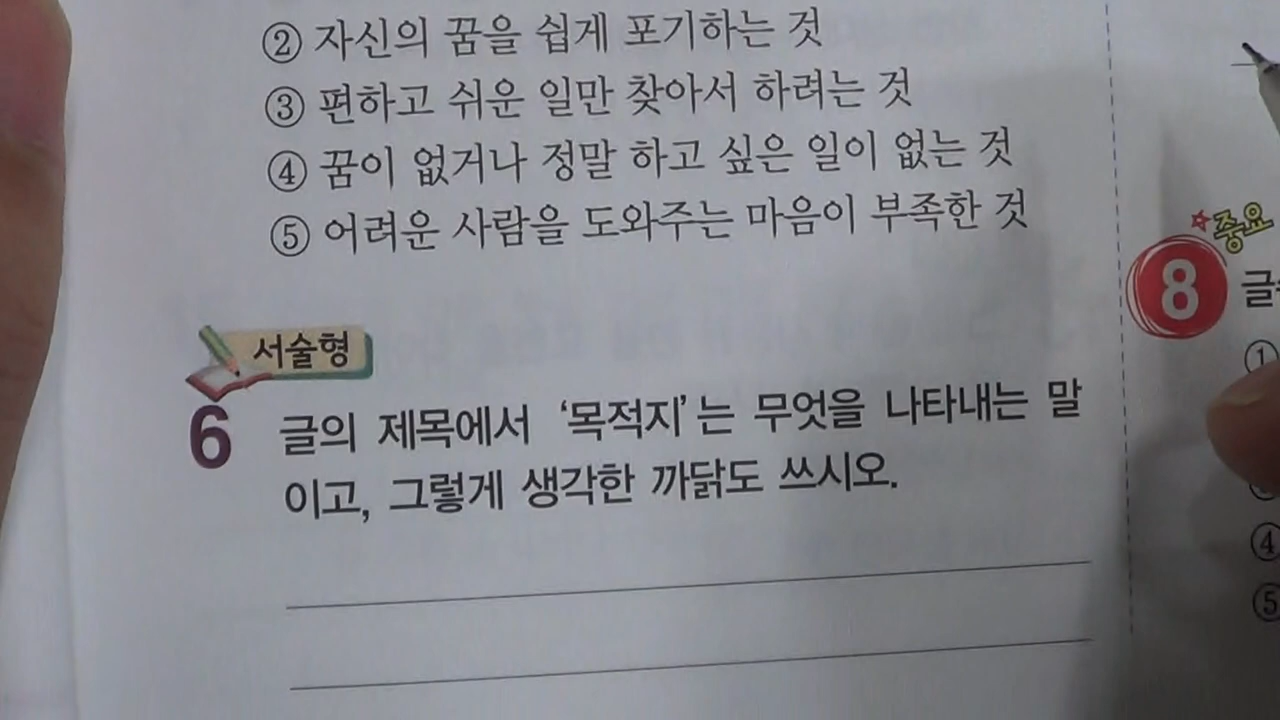 ② 자신의 꿈을 쉽게 포기하는 것
③ 편하고 쉬운 일만 찾아서 하려는 것
④ 꿈이 없거나 정말 하고 싶은 일이 없는 것
⑤ 어려운 사람을 도와주는 마음이 부족한 것
서술형
6 글의 제목에서 ‘목적지’는 무엇을 나타내는 말
이고, 그렇게 생각한 까닭도 쓰시오.
중요
8 글
①
④
⑤